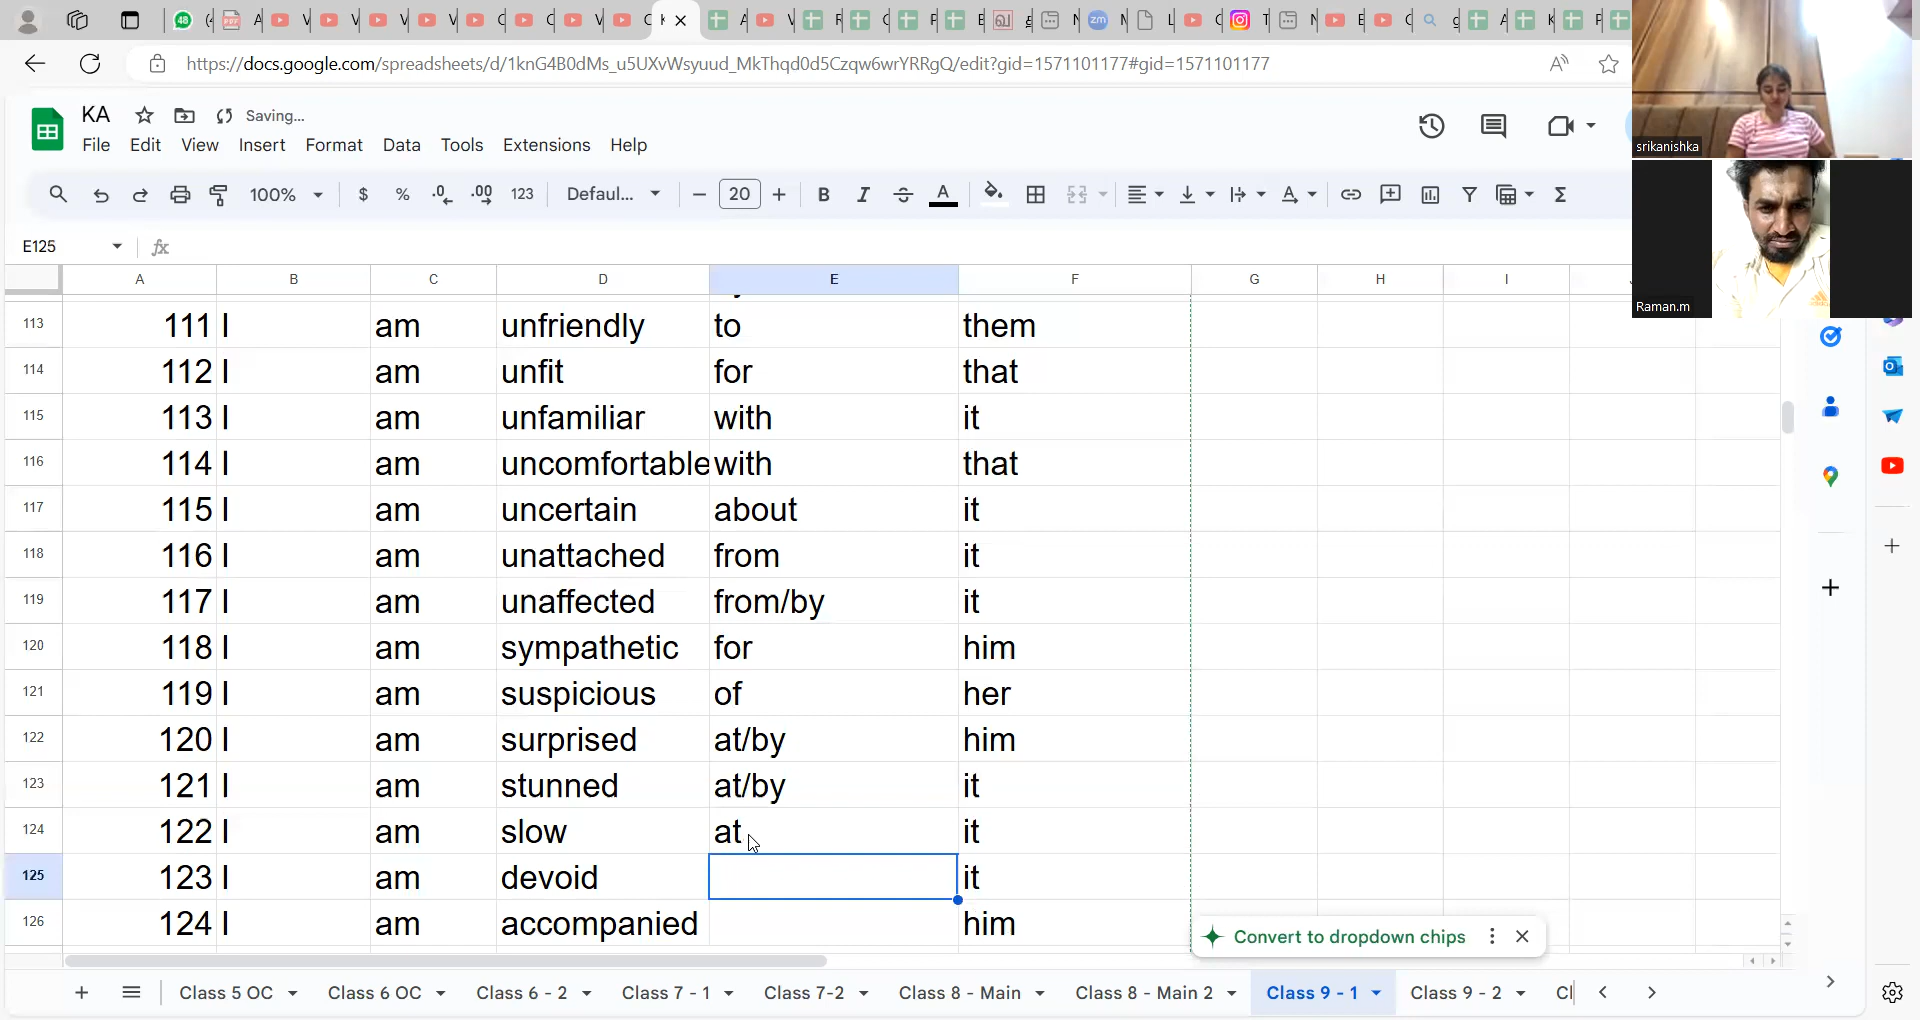 https://docs.google.com/spreadsheets/d/1knG4B0dMs_u5UXvWsyuud_MkThqd0d5Czqw6wrYRRgQ/edit?gid=1571101177#gid=1571101177
KA
Saving...
File Edit View Insert Format Data Tools Extensions Help
100% $ % .0 .00 123 Defaul... 20 B I S A Σ
E125 fx
A B C D E F G H I
113 111 I am unfriendly to them
114 112 I am unfit for that
115 113 I am unfamiliar with it
116 114 I am uncomfortable with that
117 115 I am uncertain about it
118 116 I am unattached from it
119 117 I am unaffected from/by it
120 118 I am sympathetic for him
121 119 I am suspicious of her
122 120 I am surprised at/by him
123 121 I am stunned at/by it
124 122 I am slow at it
125 123 I am devoid it
126 124 I am accompanied him
Convert to dropdown chips
Class 5 OC Class 6 OC Class 6 - 2 Class 7 - 1 Class 7-2 Class 8 - Main Class 8 - Main 2 Class 9 - 1 Class 9 - 2 Cl
srikanishka
Raman.m